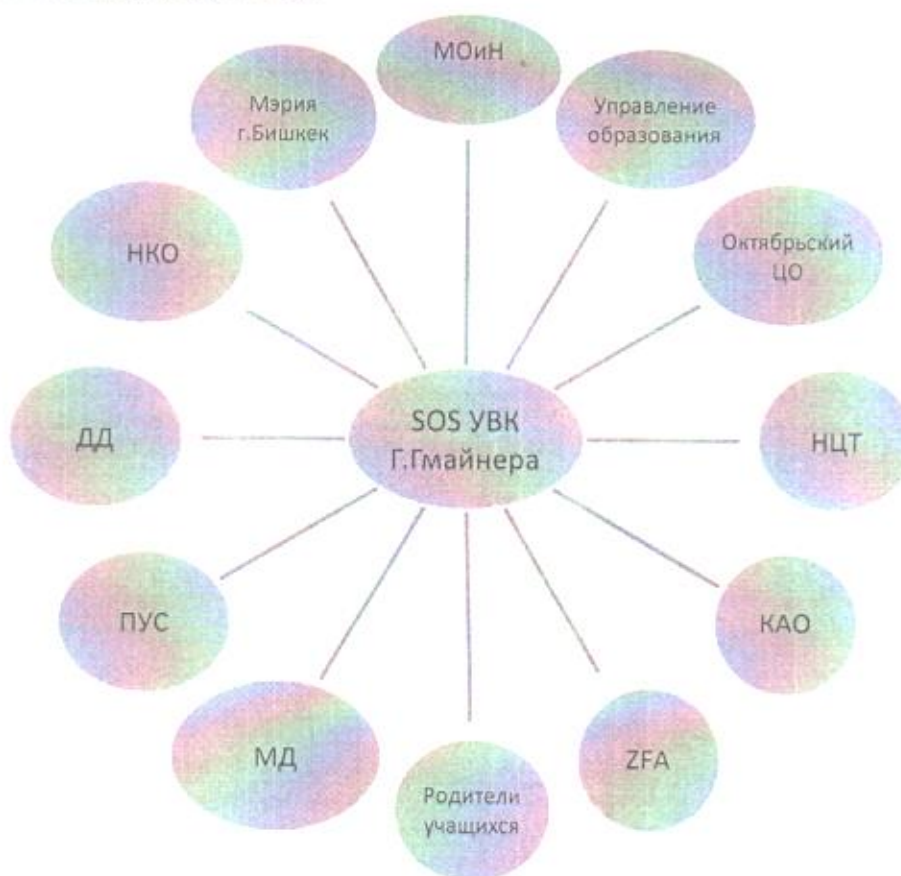 МОиН
Мэрия
г.Бишкек
Управление
образования
НКО
Октябрьский
ЦО
ДД
SOS УВК
Г.Гмайнера
НЦТ
ПУС
КАО
МД
ZFA
Родители
учащихся